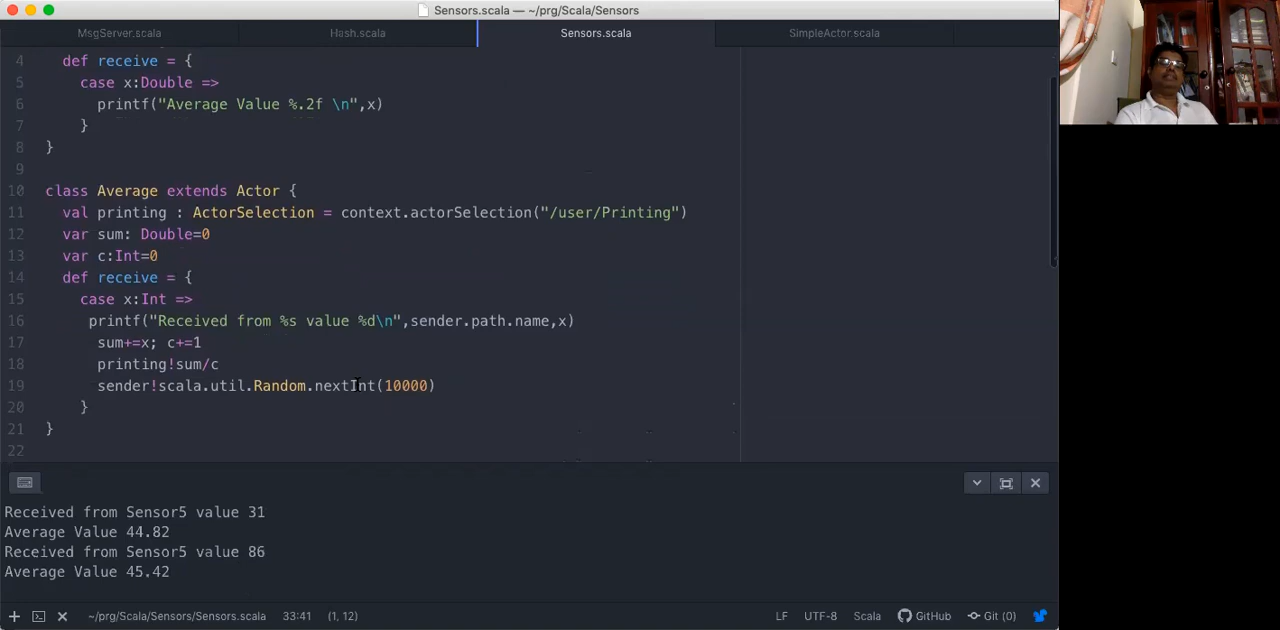 Sensors.scala — ~/prg/Scala/Sensors
MsgServer.scala Hash.scala Sensors.scala SimpleActor.scala
4 def receive = {
5 case x:Double =>
6 printf("Average Value %.2f \n",x)
7 }
8 }
9
10 class Average extends Actor {
11 val printing : ActorSelection = context.actorSelection("/user/Printing")
12 var sum: Double=0
13 var c:Int=0
14 def receive = {
15 case x:Int =>
16 printf("Received from %s value %d\n",sender.path.name,x)
17 sum+=x; c+=1
18 printing!sum/c
19 sender!scala.util.Random.nextInt(10000)
20 }
21 }
22
Received from Sensor5 value 31
Average Value 44.82
Received from Sensor5 value 86
Average Value 45.42
~/prg/Scala/Sensors/Sensors.scala 33:41 (1, 12) LF UTF-8 Scala GitHub Git (0)